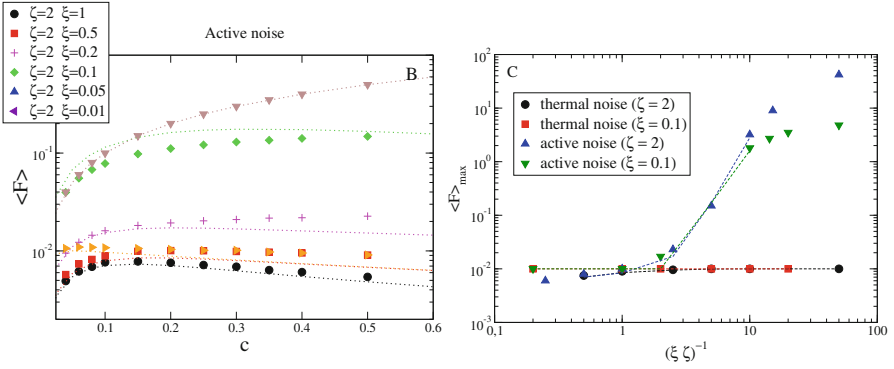 Active noise
ζ=2 ξ=1
ζ=2 ξ=0.5
ζ=2 ξ=0.2
ζ=2 ξ=0.1
ζ=2 ξ=0.05
ζ=2 ξ=0.01
B
<F>
10⁻¹
10⁻²
0.1 0.2 0.3 0.4 0.5 0.6
c
C
thermal noise (ζ = 2)
thermal noise (ξ = 0.1)
active noise (ζ = 2)
active noise (ξ = 0.1)
<F>max
10²
10¹
10⁰
10⁻¹
10⁻²
10⁻³
0,1 1 10 100
(ξ ζ)⁻¹